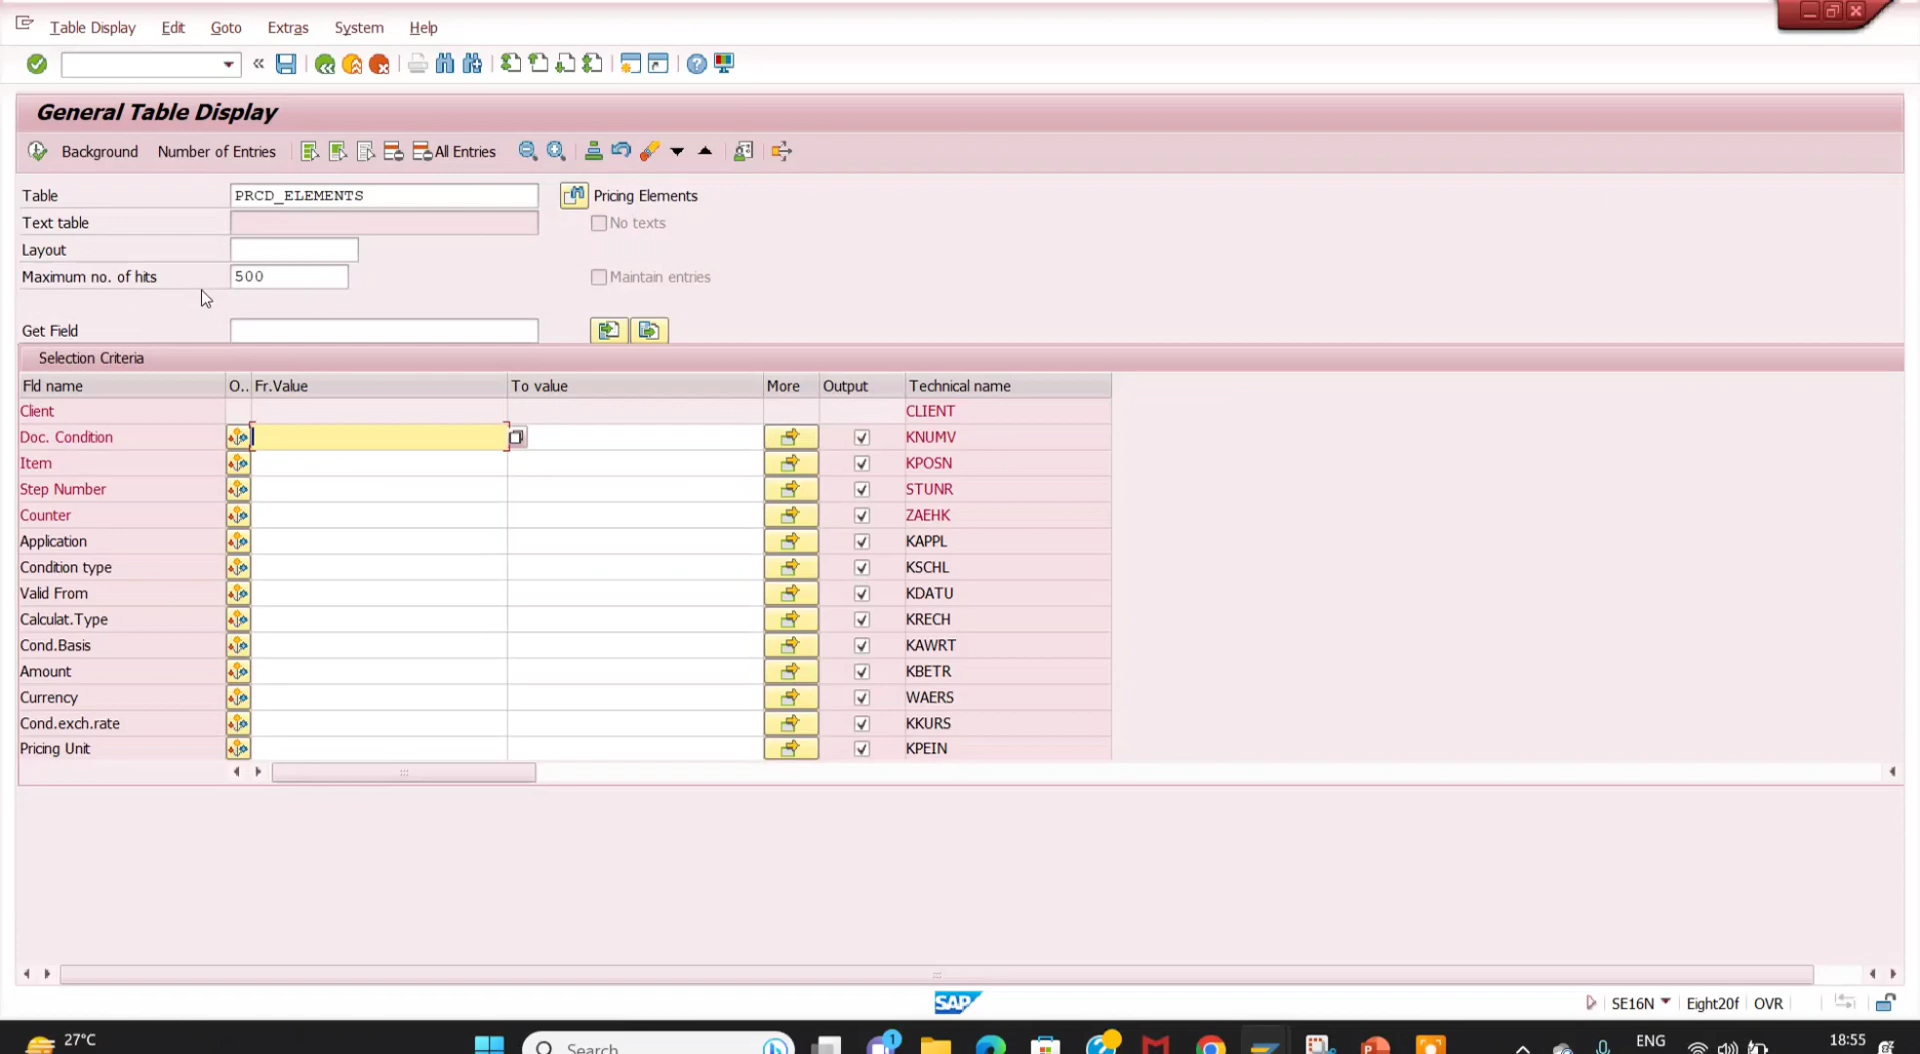 Table Display Edit Goto Extras System Help
General Table Display
Background Number of Entries All Entries
Table PRCD_ELEMENTS Pricing Elements
Text table No texts
Layout
Maximum no. of hits 500 Maintain entries
Get Field
Selection Criteria
Fld name O.. Fr.Value To value More Output Technical name
Client CLIENT
Doc. Condition KNUMV
Item KPOSN
Step Number STUNR
Counter ZAEHK
Application KAPPL
Condition type KSCHL
Valid From KDATU
Calculat.Type KRECH
Cond.Basis KAWRT
Amount KBETR
Currency WAERS
Cond.exch.rate KKURS
Pricing Unit KPEIN
SAP SE16N Eight20f OVR
27°C Search 1 ENG 18:55